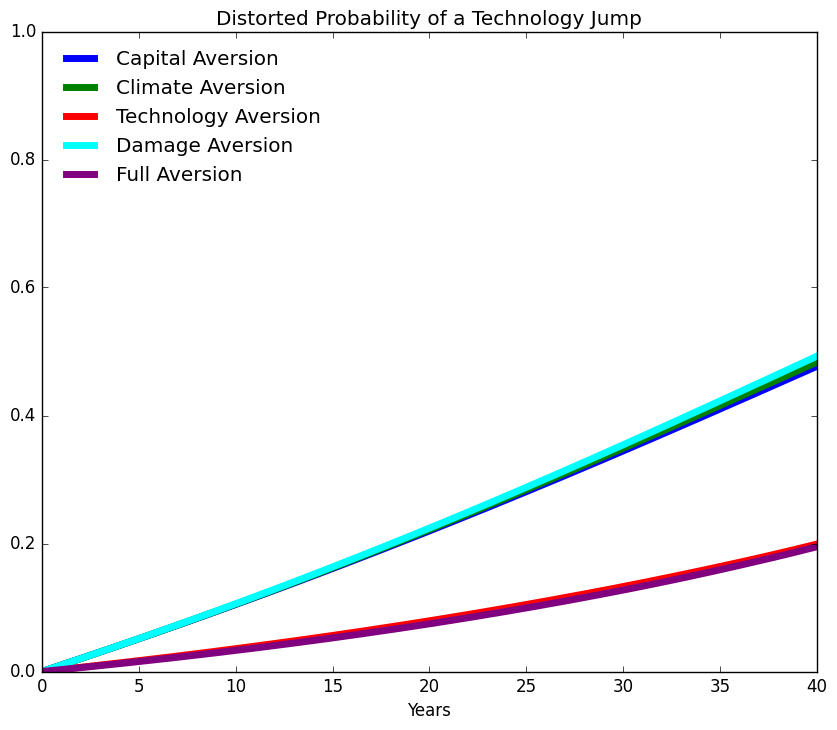 Distorted Probability of a Technology Jump
1.0
Capital Aversion
Climate Aversion
Technology Aversion
Damage Aversion
Full Aversion
0.8
0.6
0.4
0.2
0.0
0 5 10 15 20 25 30 35 40
Years